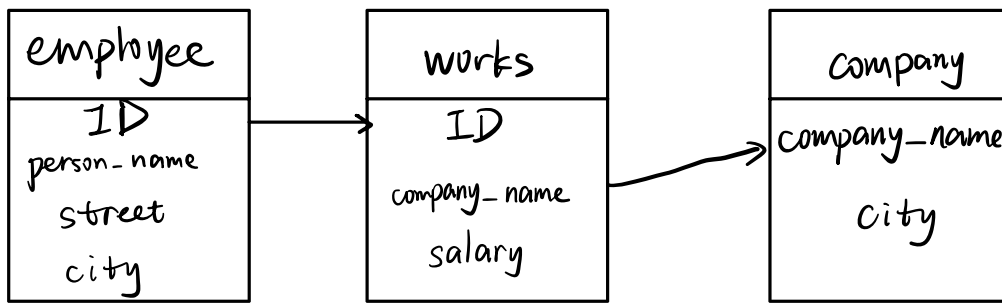 employee
ID
person_name
street
city
works
ID
company_name
salary
company
company_name
city